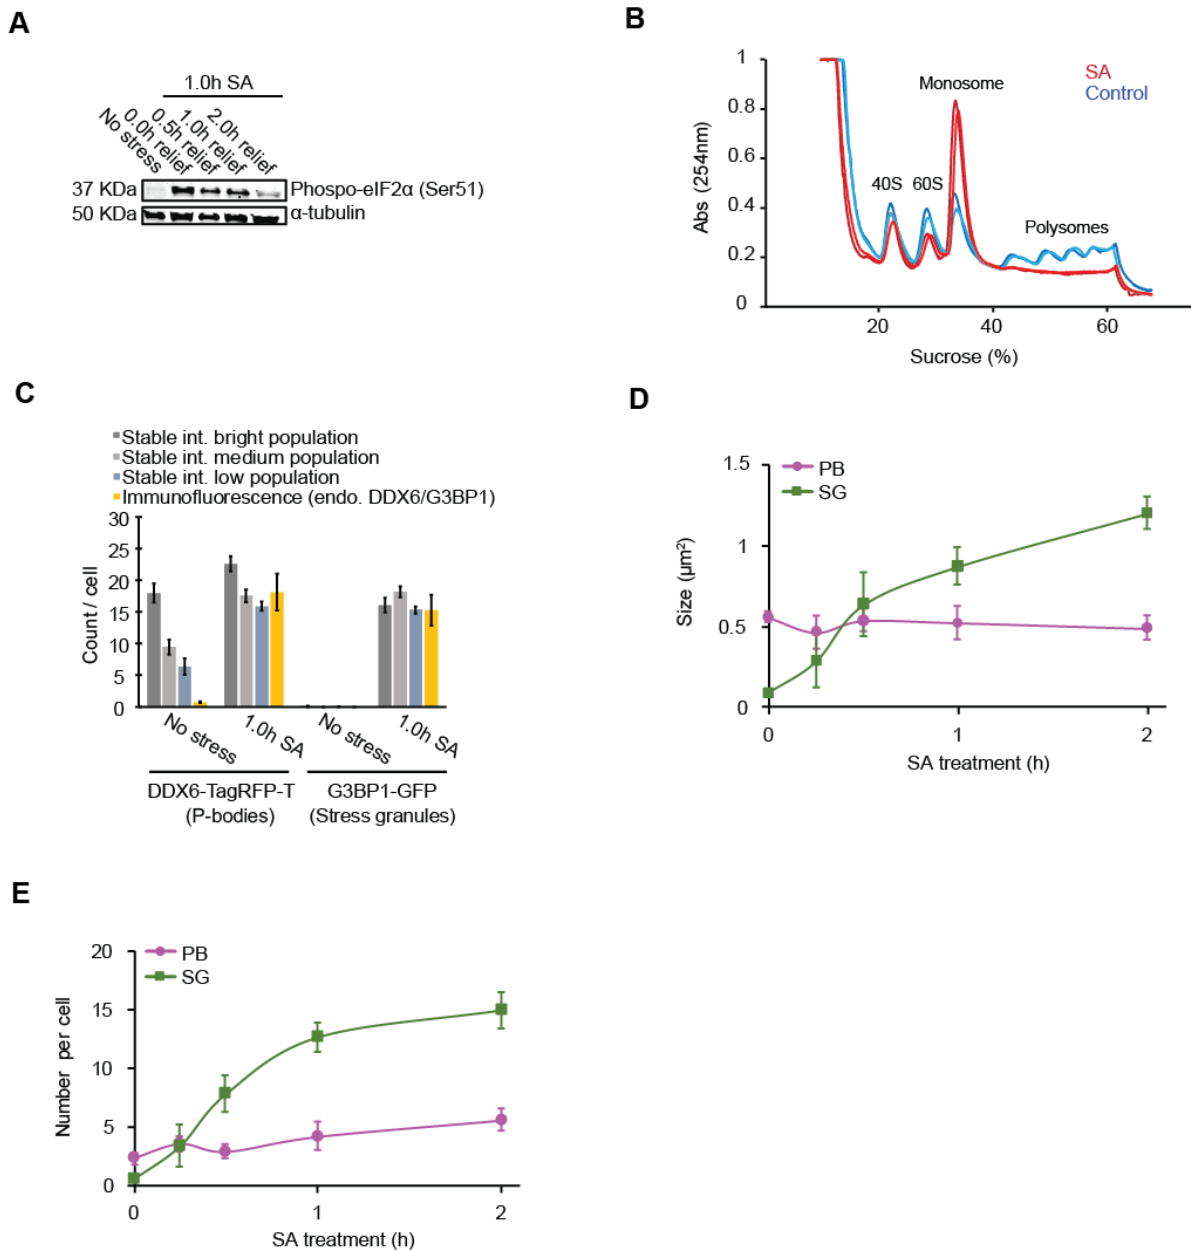 A
1.0h SA
No stress
0.0h relief
0.5h relief
1.0h relief
2.0h relief
37 KDa
Phospo-eIF2α (Ser51)
50 KDa
α-tubulin
B
1
0.8
0.6
0.4
0.2
0
Abs (254nm)
SA
Control
Monosome
40S
60S
Polysomes
20
40
60
Sucrose (%)
C
Stable int. bright population
Stable int. medium population
Stable int. low population
Immunofluorescence (endo. DDX6/G3BP1)
30
25
20
15
10
5
0
Count / cell
No stress
1.0h SA
No stress
1.0h SA
DDX6-TagRFP-T
(P-bodies)
G3BP1-GFP
(Stress granules)
D
1.5
1
0.5
0
Size (µm²)
PB
SG
0
1
2
SA treatment (h)
E
20
15
10
5
0
Number per cell
PB
SG
0
1
2
SA treatment (h)